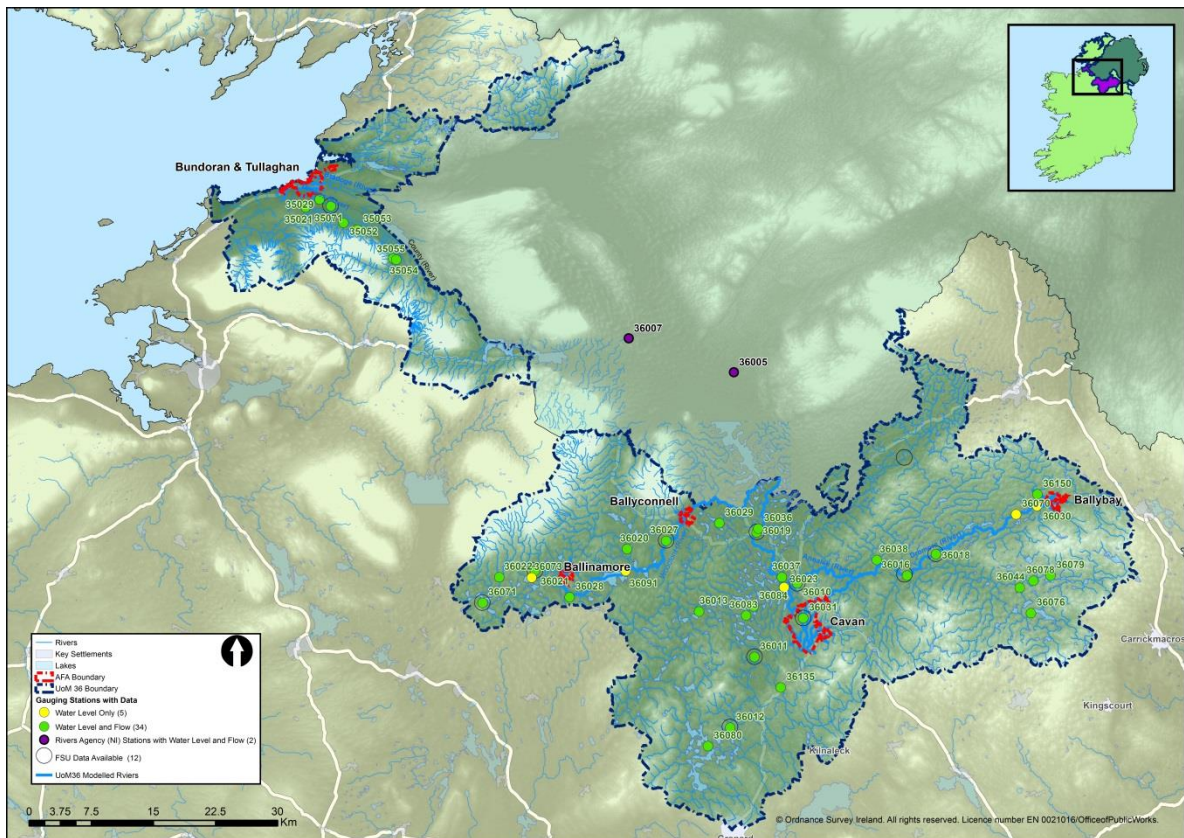 Bundoran & Tullaghan
35029
35021
35071
35053
35052
35055
35054
36007
36005
Ballyconnell
36150
36070
Ballybay
36030
36029
36036
36019
36027
36020
36038
36018
36016
36022
36073
Ballinamore
36021
36091
36028
36071
36037
36023
36084
36010
36031
Cavan
36013
36083
36044
36078
36079
36076
36011
36135
36012
36080
Carrickmacross
Kingscourt
Kilnaleck
Rivers
Key Settlements
Lakes
AFA Boundary
UoM 36 Boundary
Gauging Stations with Data
Water Level Only (5)
Water Level and Flow (34)
Rivers Agency (NI) Stations with Water Level and Flow (2)
FSU Data Available (12)
UoM36 Modelled Rviers
0 3.75 7.5 15 22.5 30
Km
© Ordnance Survey Ireland. All rights reserved. Licence number EN 0021016/OfficeofPublicWorks.